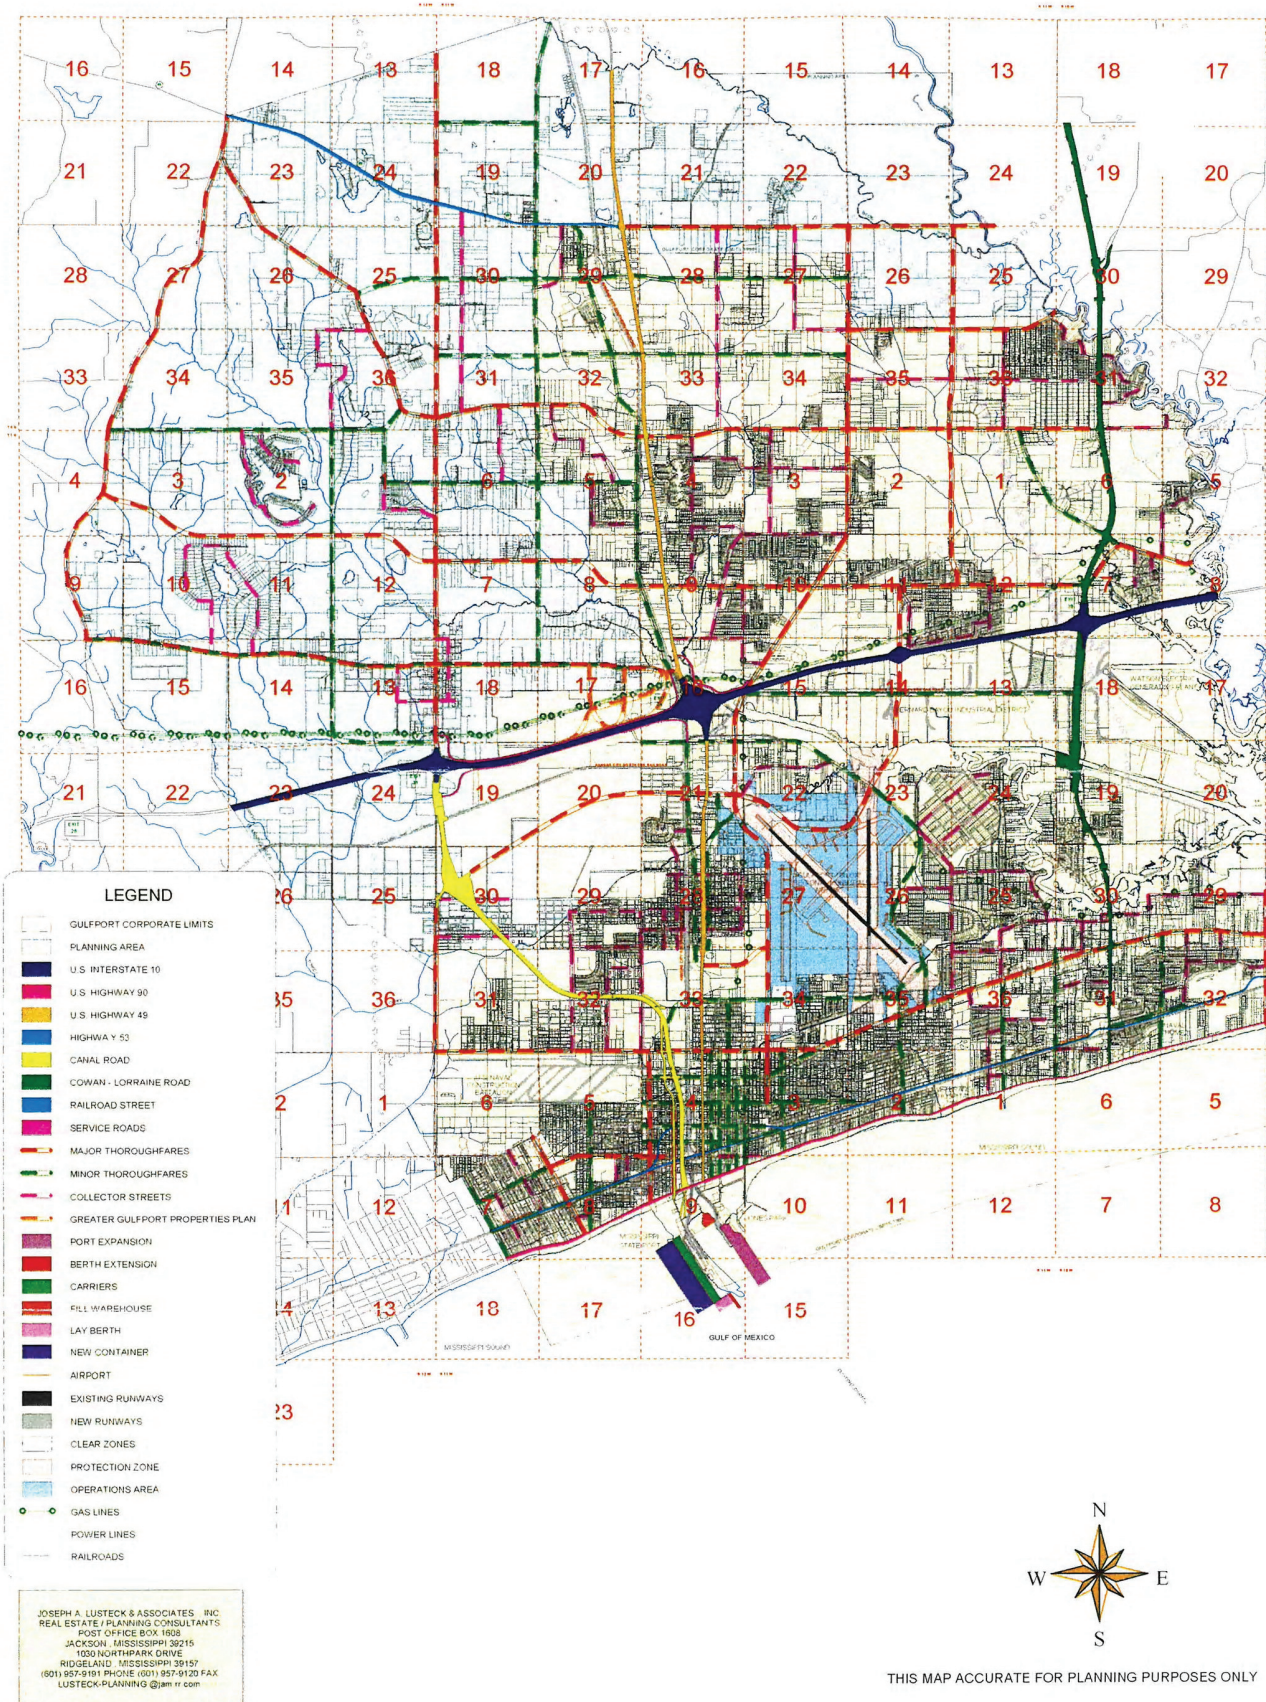 16 15 14 13 18 17 16 15 14 13 18 17
21 22 23 24 19 20 21 22 23 24 19 20
28 27 26 25 30 29 28 27 26 25 30 29
33 34 35 36 31 32 33 34 35 36 31 32
4 3 2 1 6 5 4 3 2 1 6 5
9 10 11 12 7 8 9 10 11 12 7 8
16 15 14 13 18 17 16 15 14 13 18 17
21 22 23 24 19 20 21 22 23 24 19 20
EXIT
26 25 30 29 28 27 26 25 30 29
35 36 31 32 33 34 35 36 31 32
2 1 6 5 4 3 2 1 6 5
11 12 7 8 9 10 11 12 7 8
14 13 18 17 16 15
23
MISSISSIPPI SOUND
GULF OF MEXICO
MISSISSIPPI SOUND
LEGEND
GULFPORT CORPORATE LIMITS
PLANNING AREA
U.S. INTERSTATE 10
U.S. HIGHWAY 90
U.S. HIGHWAY 49
HIGHWAY 53
CANAL ROAD
COWAN - LORRAINE ROAD
RAILROAD STREET
SERVICE ROADS
MAJOR THOROUGHFARES
MINOR THOROUGHFARES
COLLECTOR STREETS
GREATER GULFPORT PROPERTIES PLAN
PORT EXPANSION
BERTH EXTENSION
CARRIERS
FILL WAREHOUSE
LAY BERTH
NEW CONTAINER
AIRPORT
EXISTING RUNWAYS
NEW RUNWAYS
CLEAR ZONES
PROTECTION ZONE
OPERATIONS AREA
GAS LINES
POWER LINES
RAILROADS
JOSEPH A. LUSTECK & ASSOCIATES INC.
REAL ESTATE / PLANNING CONSULTANTS
POST OFFICE BOX 1608
JACKSON, MISSISSIPPI 39215
1030 NORTHPARK DRIVE
RIDGELAND, MISSISSIPPI 39157
(601) 957-9191 PHONE (601) 957-9120 FAX
LUSTECK-PLANNING @jam rr com
N
W E
S
THIS MAP ACCURATE FOR PLANNING PURPOSES ONLY